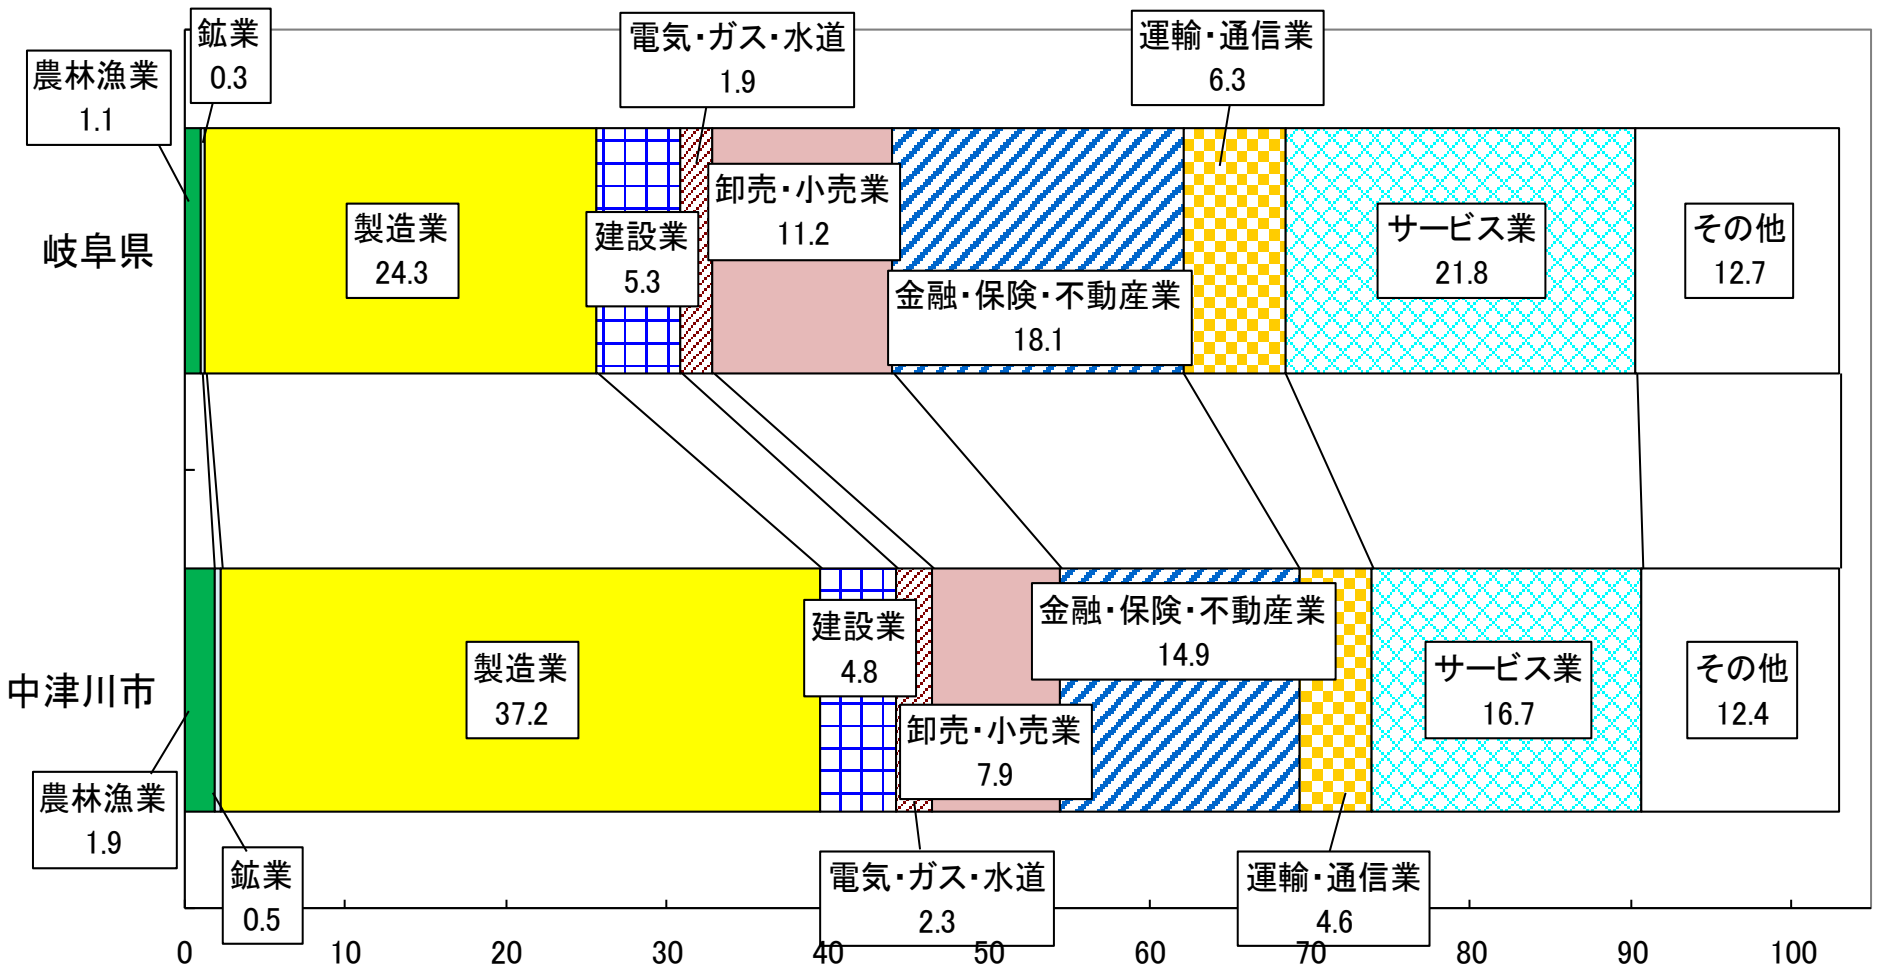 鉱業
0.3
電気・ガス・水道
1.9
運輸・通信業
6.3
農林漁業
1.1
岐阜県
製造業
24.3
建設業
5.3
卸売・小売業
11.2
金融・保険・不動産業
18.1
サービス業
21.8
その他
12.7
中津川市
製造業
37.2
建設業
4.8
卸売・小売業
7.9
金融・保険・不動産業
14.9
サービス業
16.7
その他
12.4
農林漁業
1.9
鉱業
0.5
電気・ガス・水道
2.3
運輸・通信業
4.6
0 10 20 30 40 50 60 70 80 90 100